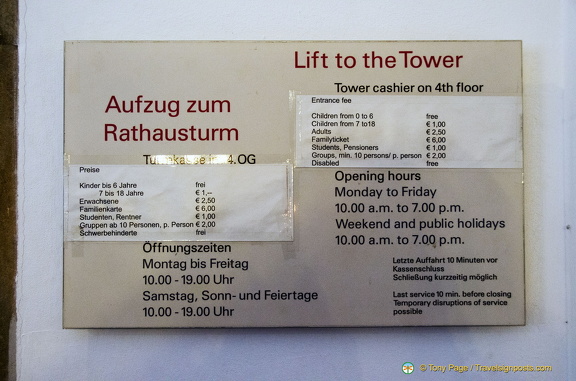 Lift to the Tower
Tower cashier on 4th floor
Entrance fee
Children from 0 to 6 free
Children from 7 to18 € 1,00
Adults € 2,50
Familyticket € 6,00
Students, Pensioners € 1,00
Groups, min. 10 persons/ p. person € 2,00
Disabled free
Opening hours
Monday to Friday
10.00 a.m. to 7.00 p.m.
Weekend and public holidays
10.00 a.m. to 7.00 p.m.
Letzte Auffahrt 10 Minuten vor
Kassenschluss
Schließung kurzzeitig möglich
Last service 10 min. before closing
Temporary disruptions of service
possible
Aufzug zum
Rathausturm
4. OG
Preise
Kinder bis 6 Jahre frei
7 bis 18 Jahre € 1,--
Erwachsene € 2,50
Familienkarte € 6,00
Studenten, Rentner € 1,00
Gruppen ab 10 Personen, p. Person € 2,00
Schwerbehinderte frei
Öffnungszeiten
Montag bis Freitag
10.00 - 19.00 Uhr
Samstag, Sonn- und Feiertage
10.00 - 19.00 Uhr
© Tony Page / Travelsignposts.com